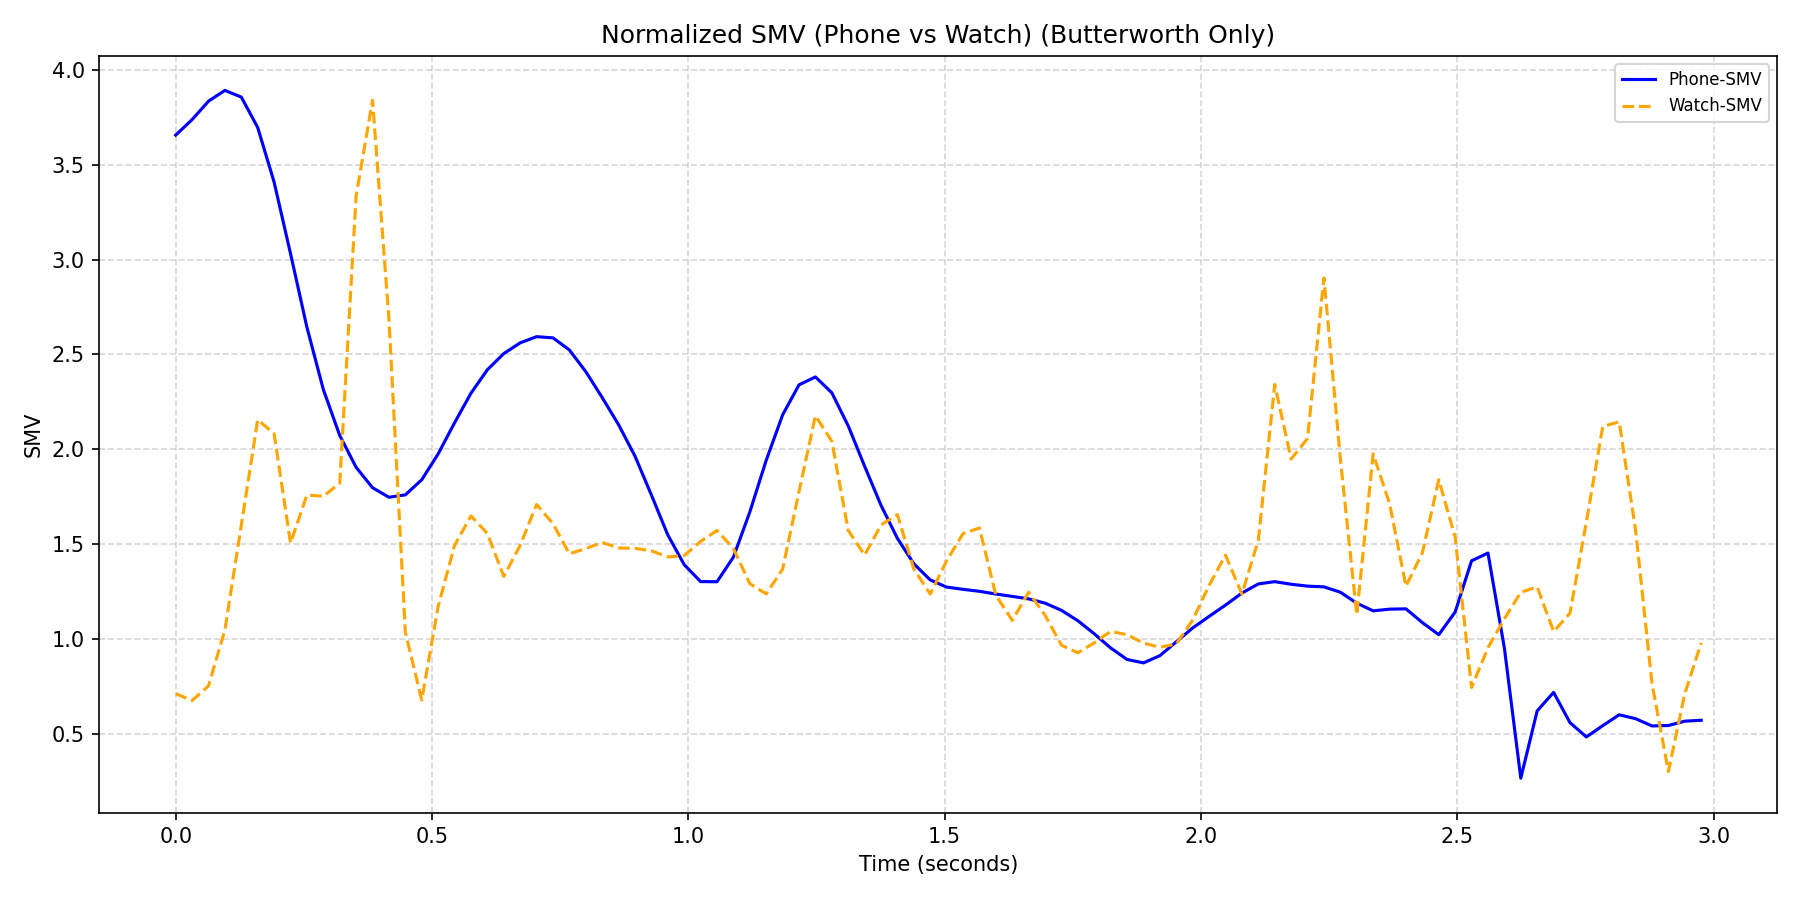 Normalized SMV (Phone vs Watch) (Butterworth Only)
Phone-SMV
Watch-SMV
SMV
4.0
3.5
3.0
2.5
2.0
1.5
1.0
0.5
0.0 0.5 1.0 1.5 2.0 2.5 3.0
Time (seconds)